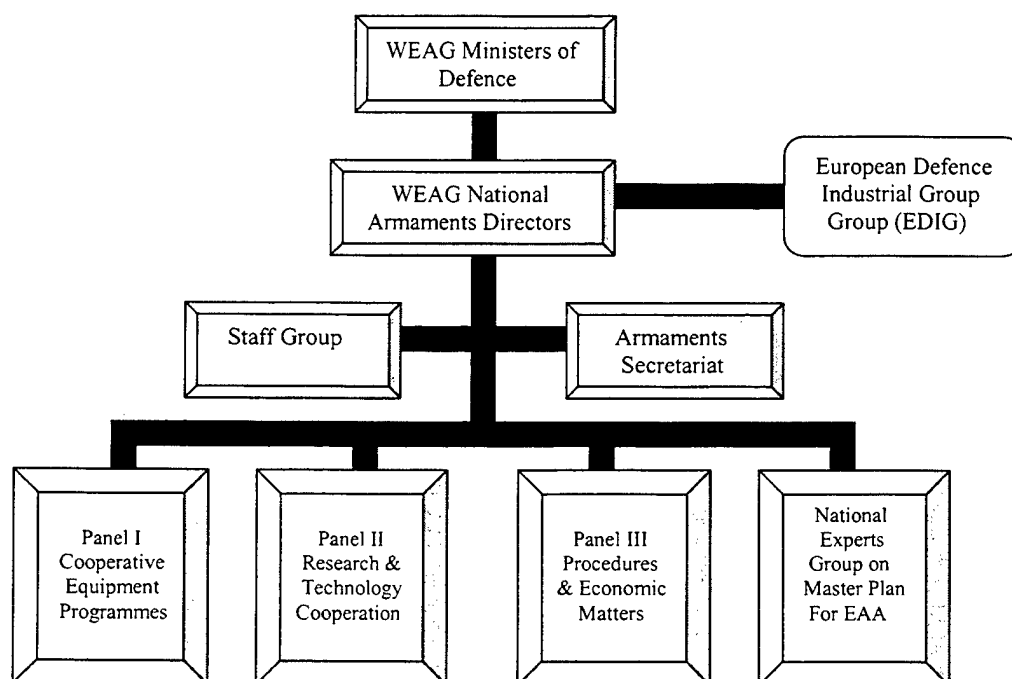 WEAG Ministers of
Defence
WEAG National
Armaments Directors
European Defence
Industrial Group
Group (EDIG)
Staff Group
Armaments
Secretariat
Panel I
Cooperative
Equipment
Programmes
Panel II
Research &
Technology
Cooperation
Panel III
Procedures
& Economic
Matters
National
Experts
Group on
Master Plan
For EAA